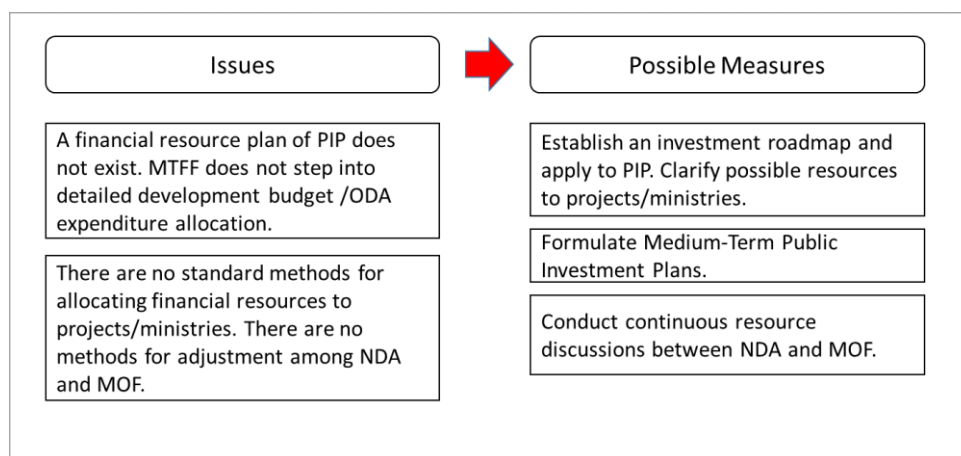 Issues
Possible Measures
A financial resource plan of PIP does
not exist. MTFF does not step into
detailed development budget /ODA
expenditure allocation.
There are no standard methods for
allocating financial resources to
projects/ministries. There are no
methods for adjustment among NDA
and MOF.
Establish an investment roadmap and
apply to PIP. Clarify possible resources
to projects/ministries.
Formulate Medium-Term Public
Investment Plans.
Conduct continuous resource
discussions between NDA and MOF.